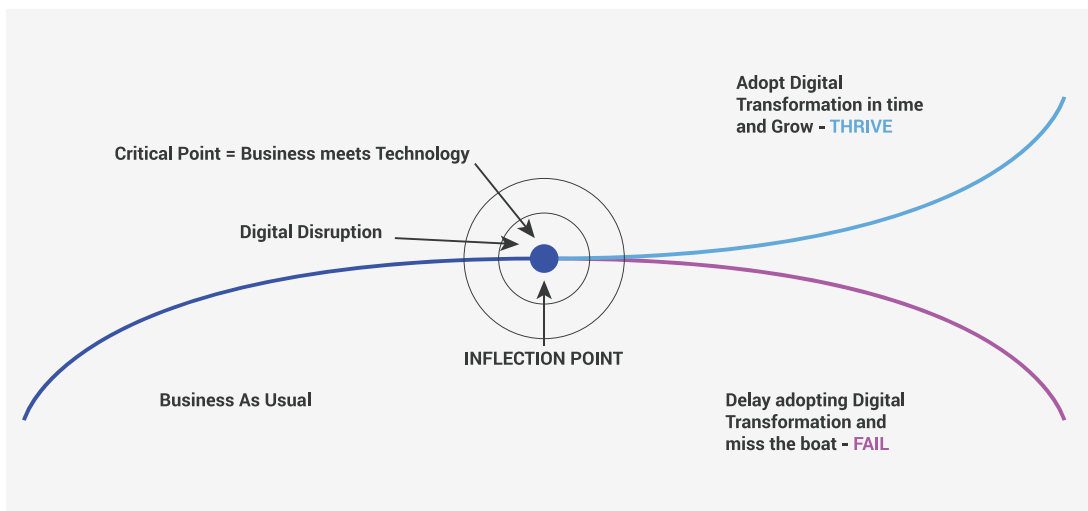 Adopt Digital
Transformation in time
and Grow - THRIVE
Critical Point = Business meets Technology
Digital Disruption
INFLECTION POINT
Business As Usual
Delay adopting Digital
Transformation and
miss the boat - FAIL